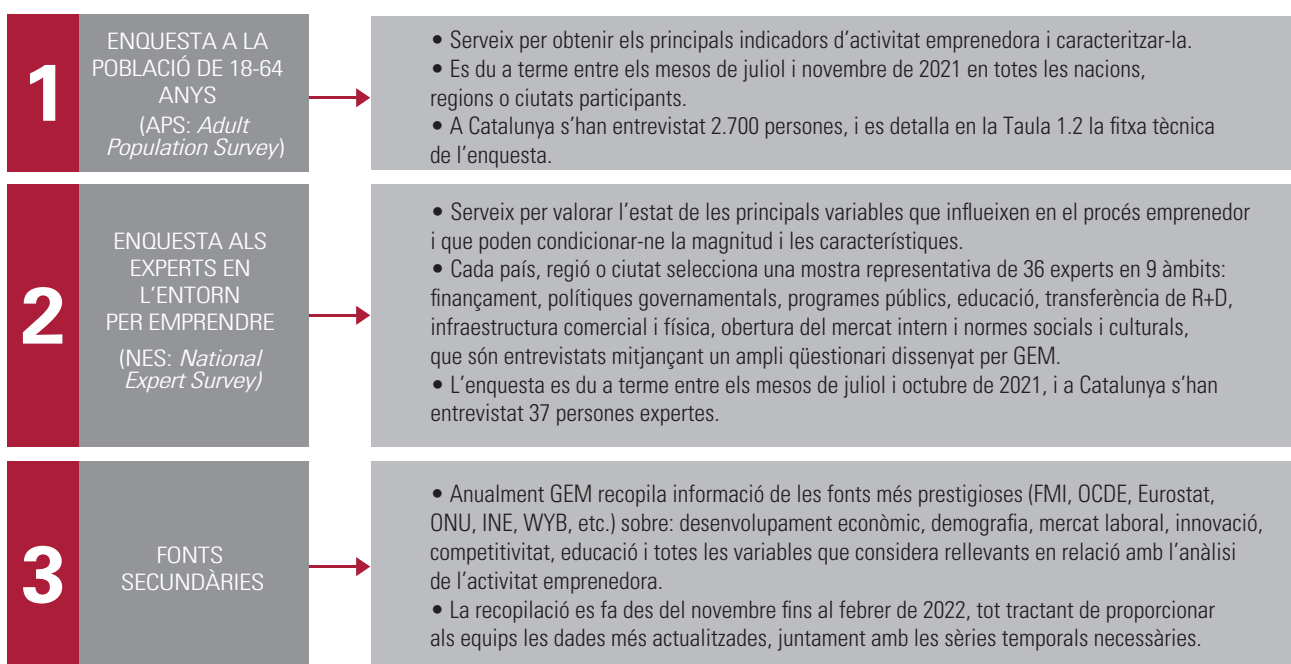 1
ENQUESTA A LA
POBLACIÓ DE 18-64
ANYS
(APS: Adult
Population Survey)
• Serveix per obtenir els principals indicadors d’activitat emprenedora i caracteritzar-la.
• Es du a terme entre els mesos de juliol i novembre de 2021 en totes les nacions,
regions o ciutats participants.
• A Catalunya s’han entrevistat 2.700 persones, i es detalla en la Taula 1.2 la fitxa tècnica
de l’enquesta.
2
ENQUESTA ALS
EXPERTS EN
L’ENTORN
PER EMPRENDRE
(NES: National
Expert Survey)
• Serveix per valorar l’estat de les principals variables que influeixen en el procés emprenedor
i que poden condicionar-ne la magnitud i les característiques.
• Cada país, regió o ciutat selecciona una mostra representativa de 36 experts en 9 àmbits:
finançament, polítiques governamentals, programes públics, educació, transferència de R+D,
infraestructura comercial i física, obertura del mercat intern i normes socials i culturals,
que són entrevistats mitjançant un ampli qüestionari dissenyat per GEM.
• L’enquesta es du a terme entre els mesos de juliol i octubre de 2021, i a Catalunya s’han
entrevistat 37 persones expertes.
3
FONTS
SECUNDÀRIES
• Anualment GEM recopila informació de les fonts més prestigioses (FMI, OCDE, Eurostat,
ONU, INE, WYB, etc.) sobre: desenvolupament econòmic, demografia, mercat laboral, innovació,
competitivitat, educació i totes les variables que considera rellevants en relació amb l’anàlisi
de l’activitat emprenedora.
• La recopilació es fa des del novembre fins al febrer de 2022, tot tractant de proporcionar
als equips les dades més actualitzades, juntament amb les sèries temporals necessàries.